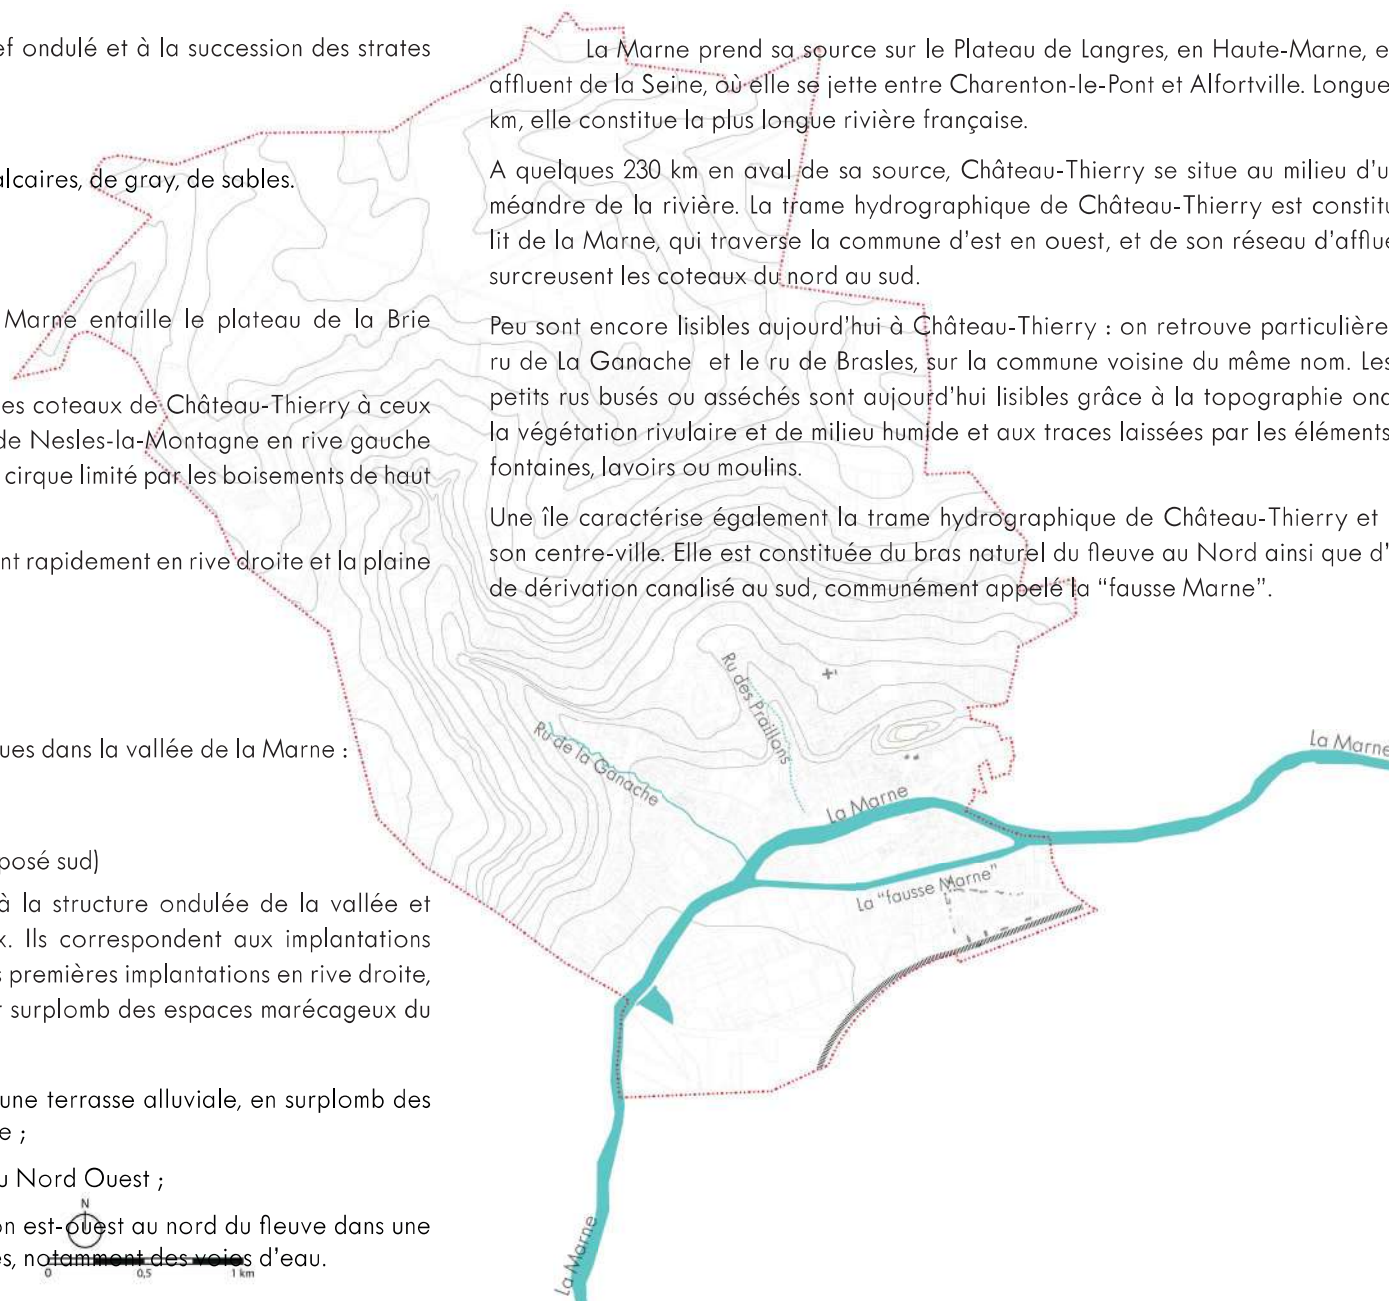 ef ondulé et à la succession des strates
alcaires, de gray, de sables.
Marne entaille le plateau de la Brie
es coteaux de Château-Thierry à ceux
de Nesles-la-Montagne en rive gauche
cirque limité par les boisements de haut
nt rapidement en rive droite et la plaine
ues dans la vallée de la Marne :
posé sud)
à la structure ondulée de la vallée et
x. Ils correspondent aux implantations
s premières implantations en rive droite,
r surplomb des espaces marécageux du
une terrasse alluviale, en surplomb des
e ;
u Nord Ouest ;
on est-ouest au nord du fleuve dans une
es, notamment des voies d'eau.
La Marne prend sa source sur le Plateau de Langres, en Haute-Marne, e
affluent de la Seine, où elle se jette entre Charenton-le-Pont et Alfortville. Longue
km, elle constitue la plus longue rivière française.
A quelques 230 km en aval de sa source, Château-Thierry se situe au milieu d'u
méandre de la rivière. La trame hydrographique de Château-Thierry est constitu
lit de la Marne, qui traverse la commune d'est en ouest, et de son réseau d'afflue
surcreusent les coteaux du nord au sud.
Peu sont encore lisibles aujourd'hui à Château-Thierry : on retrouve particulière
ru de La Ganache et le ru de Brasles, sur la commune voisine du même nom. Les
petits rus busés ou asséchés sont aujourd'hui lisibles grâce à la topographie ond
la végétation rivulaire et de milieu humide et aux traces laissées par les éléments
fontaines, lavoirs ou moulins.
Une île caractérise également la trame hydrographique de Château-Thierry et
son centre-ville. Elle est constituée du bras naturel du fleuve au Nord ainsi que d'
de dérivation canalisé au sud, communément appelé la "fausse Marne".
Ru des Praillons
Ru de la Ganache
La Marne
La Marne
La "fausse Marne"
La Marne
N
0 0,5 1 km